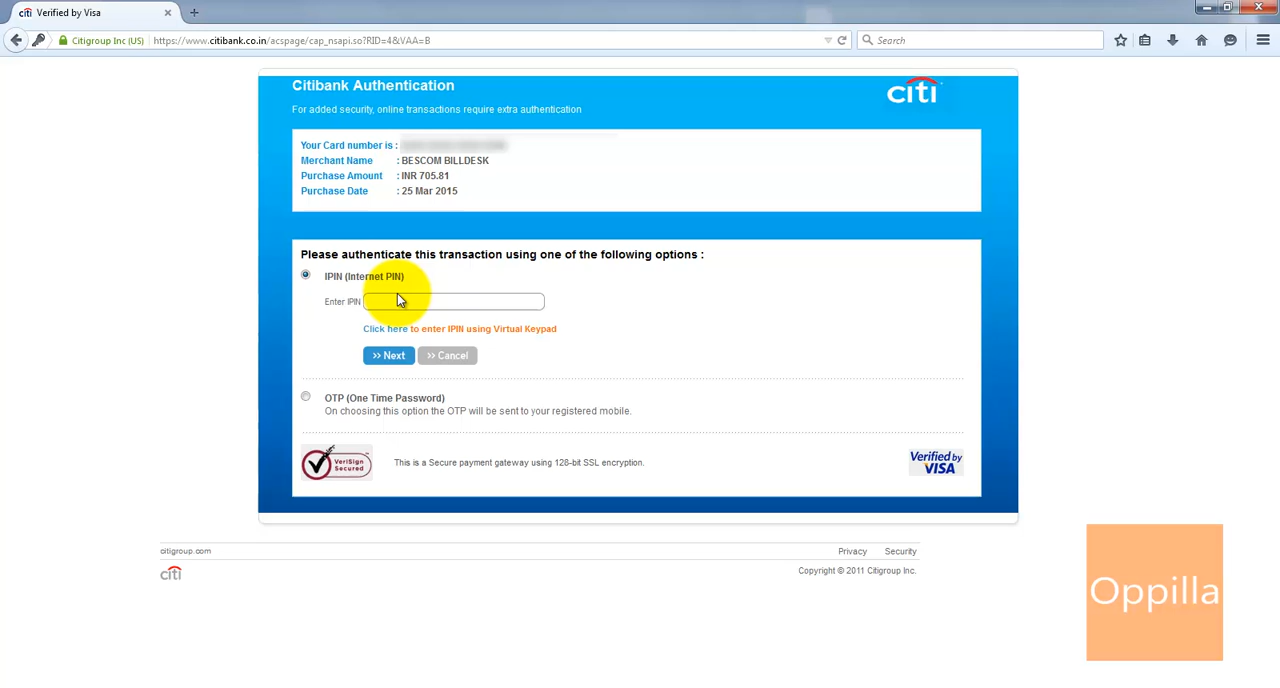 citi Verified by Visa
Citigroup Inc (US) https://www.citibank.co.in/acspage/cap_nsapi.so?RID=4&VAA=B
Search
Citibank Authentication
citi
For added security, online transactions require extra authentication
Your Card number is :
Merchant Name : BESCOM BILLDESK
Purchase Amount : INR 705.81
Purchase Date : 25 Mar 2015
Please authenticate this transaction using one of the following options :
IPIN (Internet PIN)
Enter IPIN
Click here to enter IPIN using Virtual Keypad
>> Next >> Cancel
OTP (One Time Password)
On choosing this option the OTP will be sent to your registered mobile.
VeriSign Secured
This is a Secure payment gateway using 128-bit SSL encryption.
Verified by VISA
citigroup.com
Privacy Security
citi
Copyright © 2011 Citigroup Inc.
Oppilla